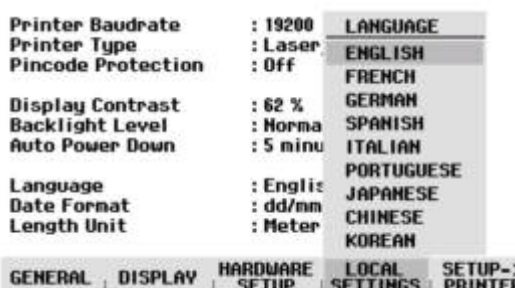 Printer Baudrate : 19200
Printer Type : Laser
Pincode Protection : Off
Display Contrast : 62 %
Backlight Level : Norma
Auto Power Down : 5 minu
Language : Englis
Date Format : dd/mm
Length Unit : Meter
LANGUAGE
ENGLISH
FRENCH
GERMAN
SPANISH
ITALIAN
PORTUGUESE
JAPANESE
CHINESE
KOREAN
GENERAL
DISPLAY
HARDWARE
SETUP
LOCAL
SETTINGS
SETUP-
PRINTER